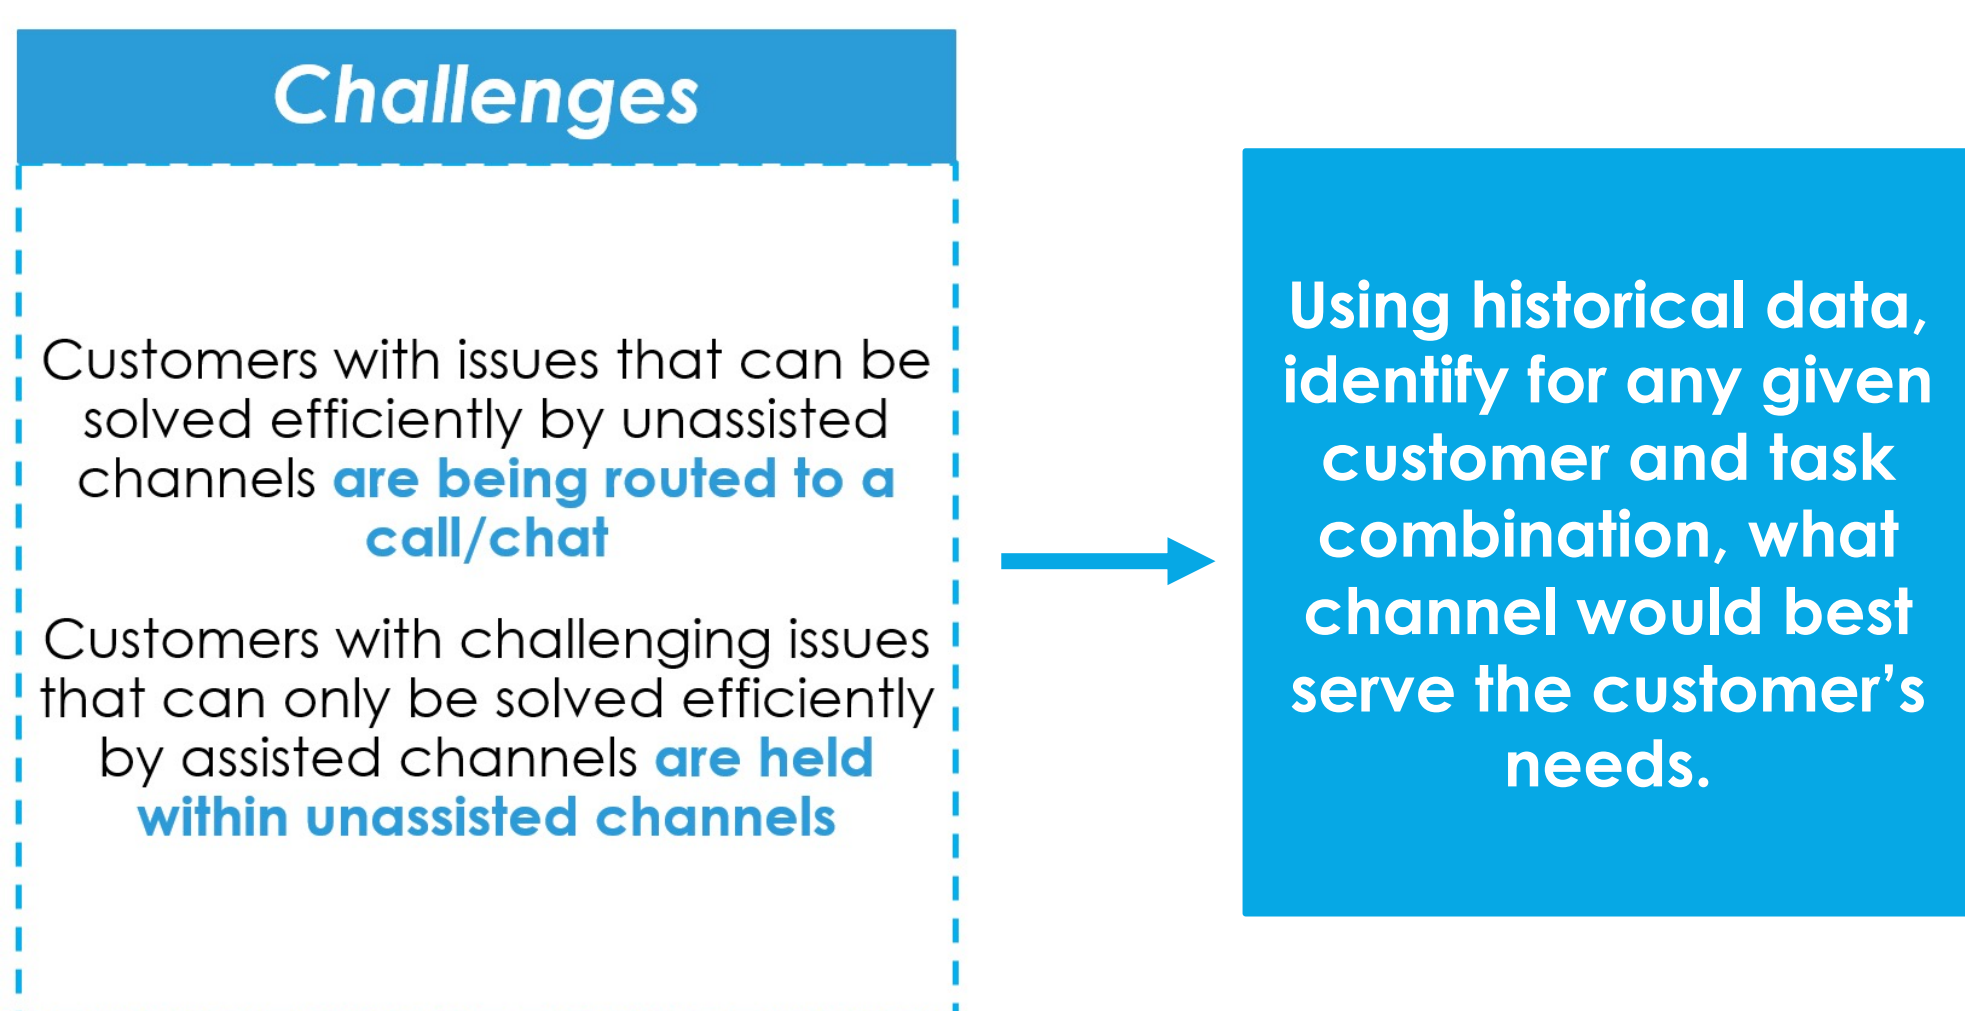 Challenges
Customers with issues that can be
solved efficiently by unassisted
channels are being routed to a
call/chat
Customers with challenging issues
that can only be solved efficiently
by assisted channels are held
within unassisted channels
Using historical data,
identify for any given
customer and task
combination, what
channel would best
serve the customer’s
needs.